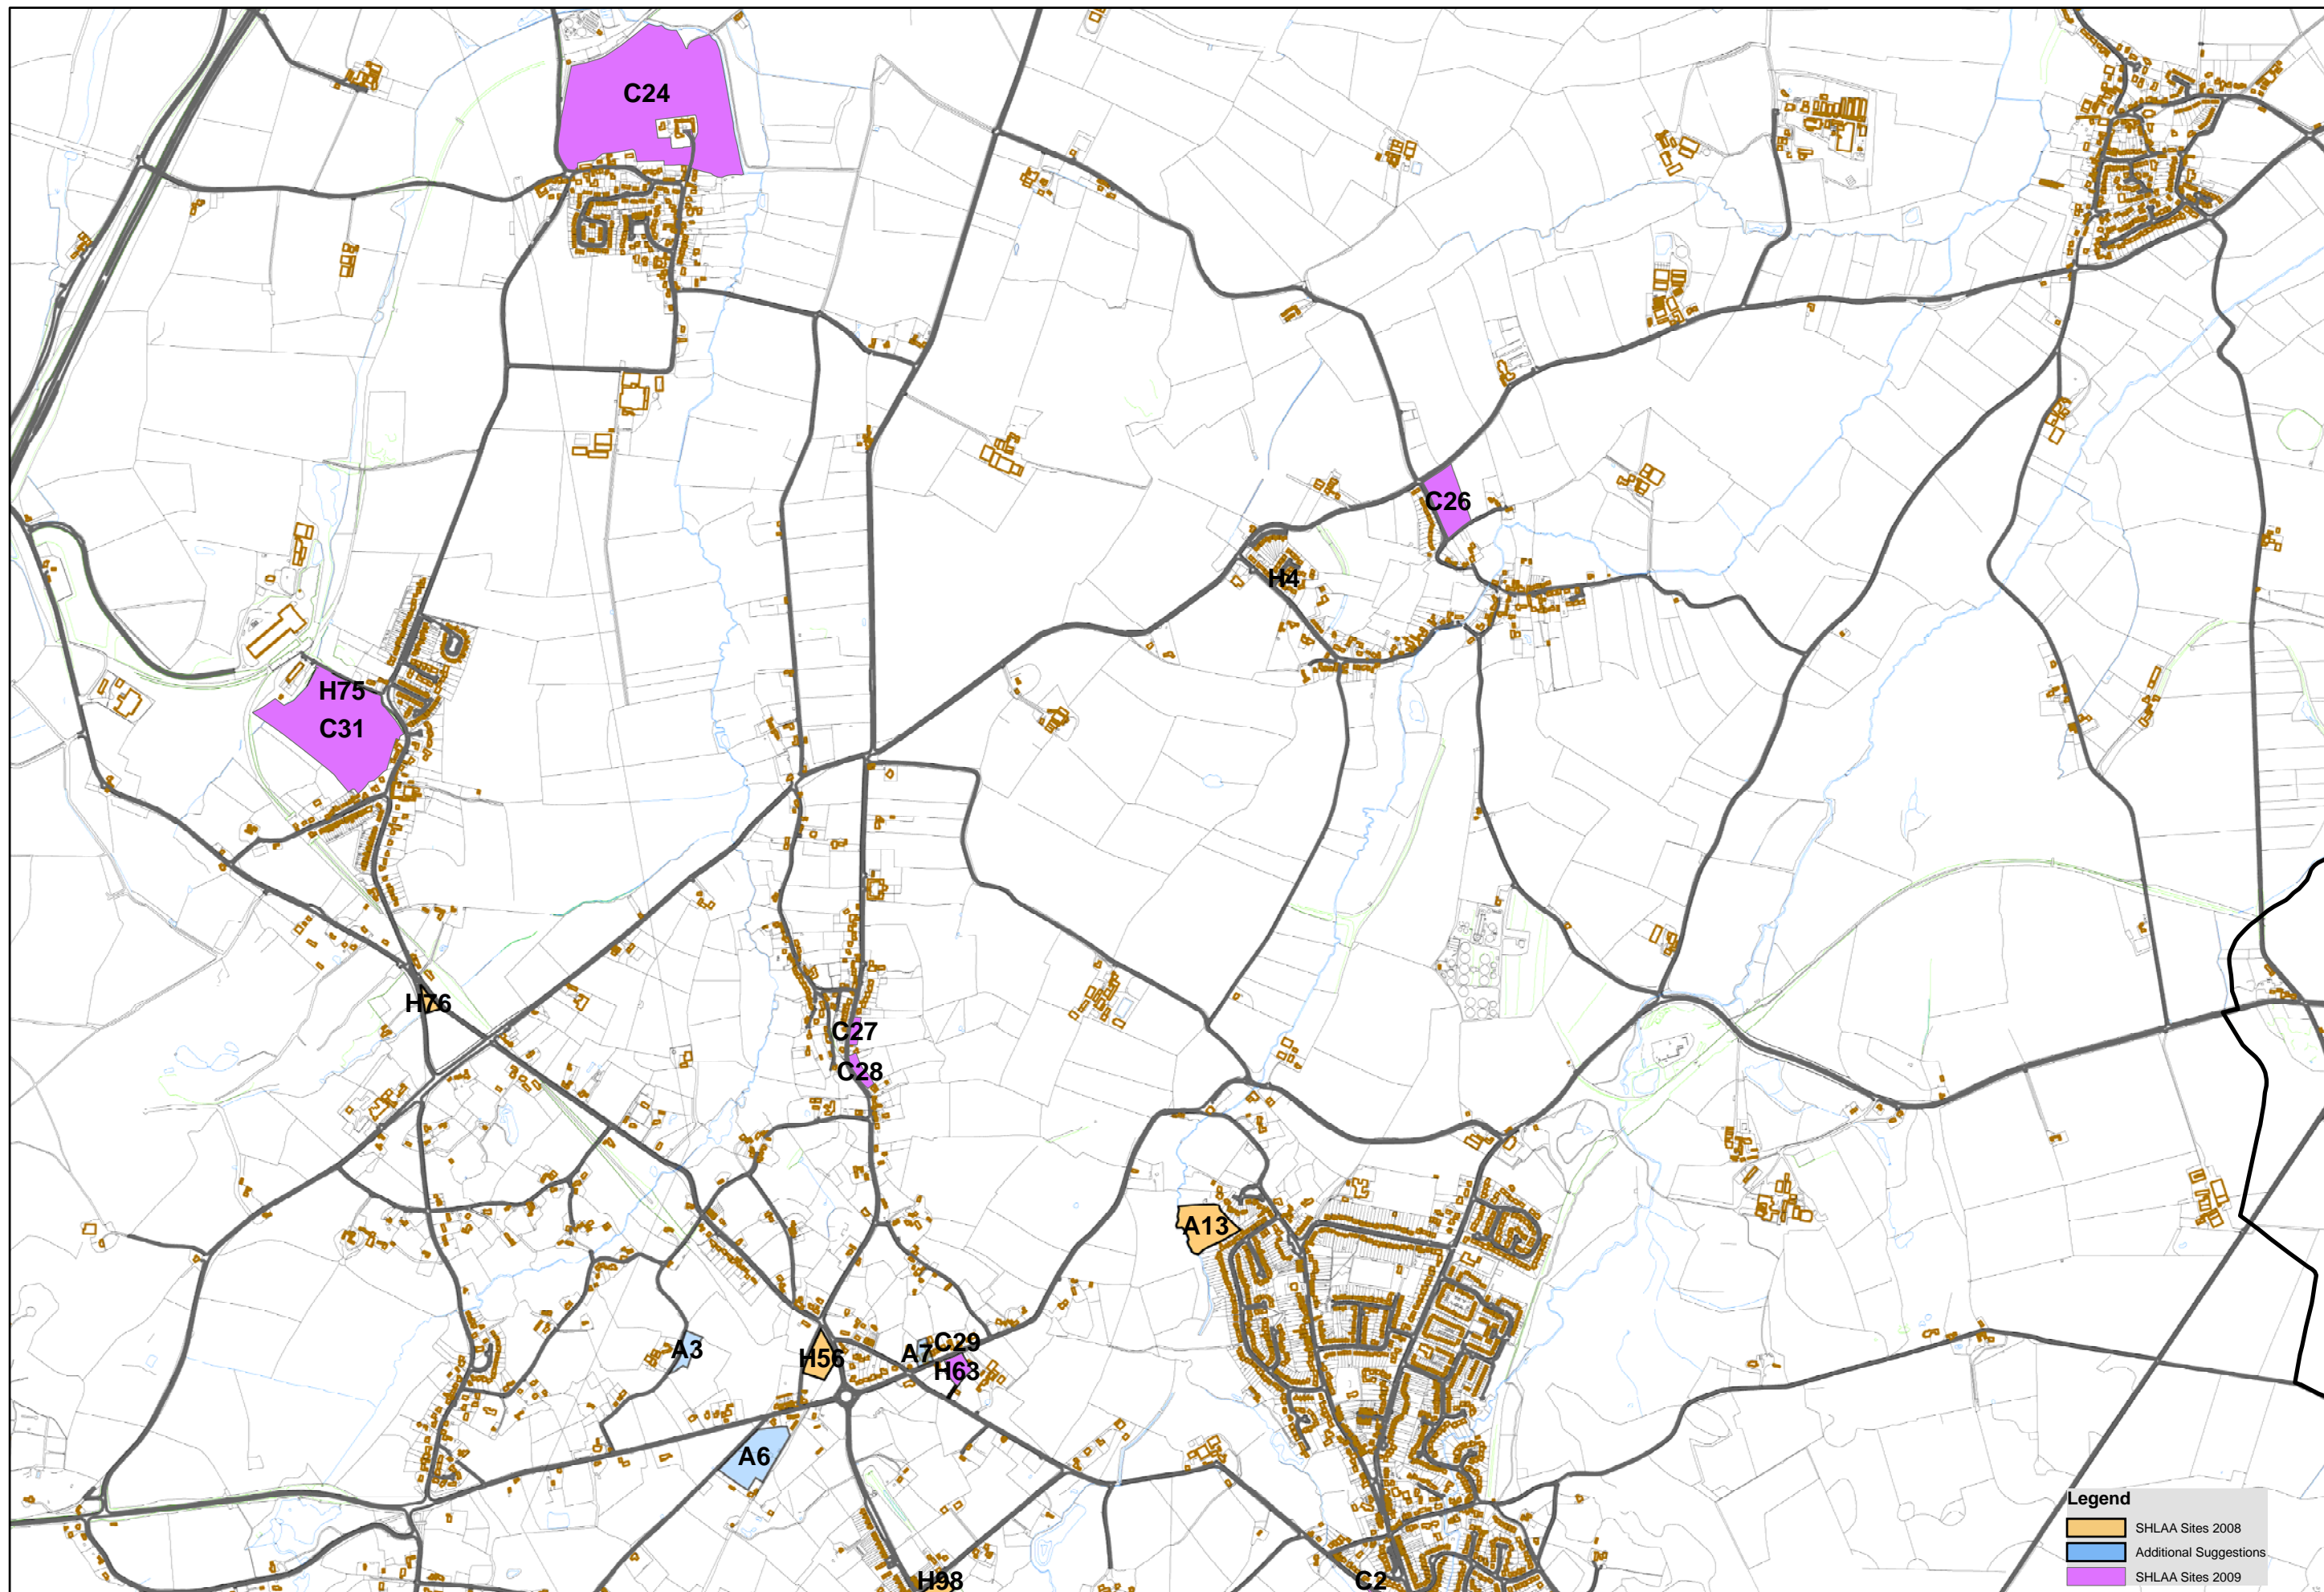 C24
C26
H4
H75
C31
H76
C27
C28
A13
C29
A3
A7
H56
H63
A6
H98
C2
Legend
SHLAA Sites 2008
Additional Suggestions
SHLAA Sites 2009